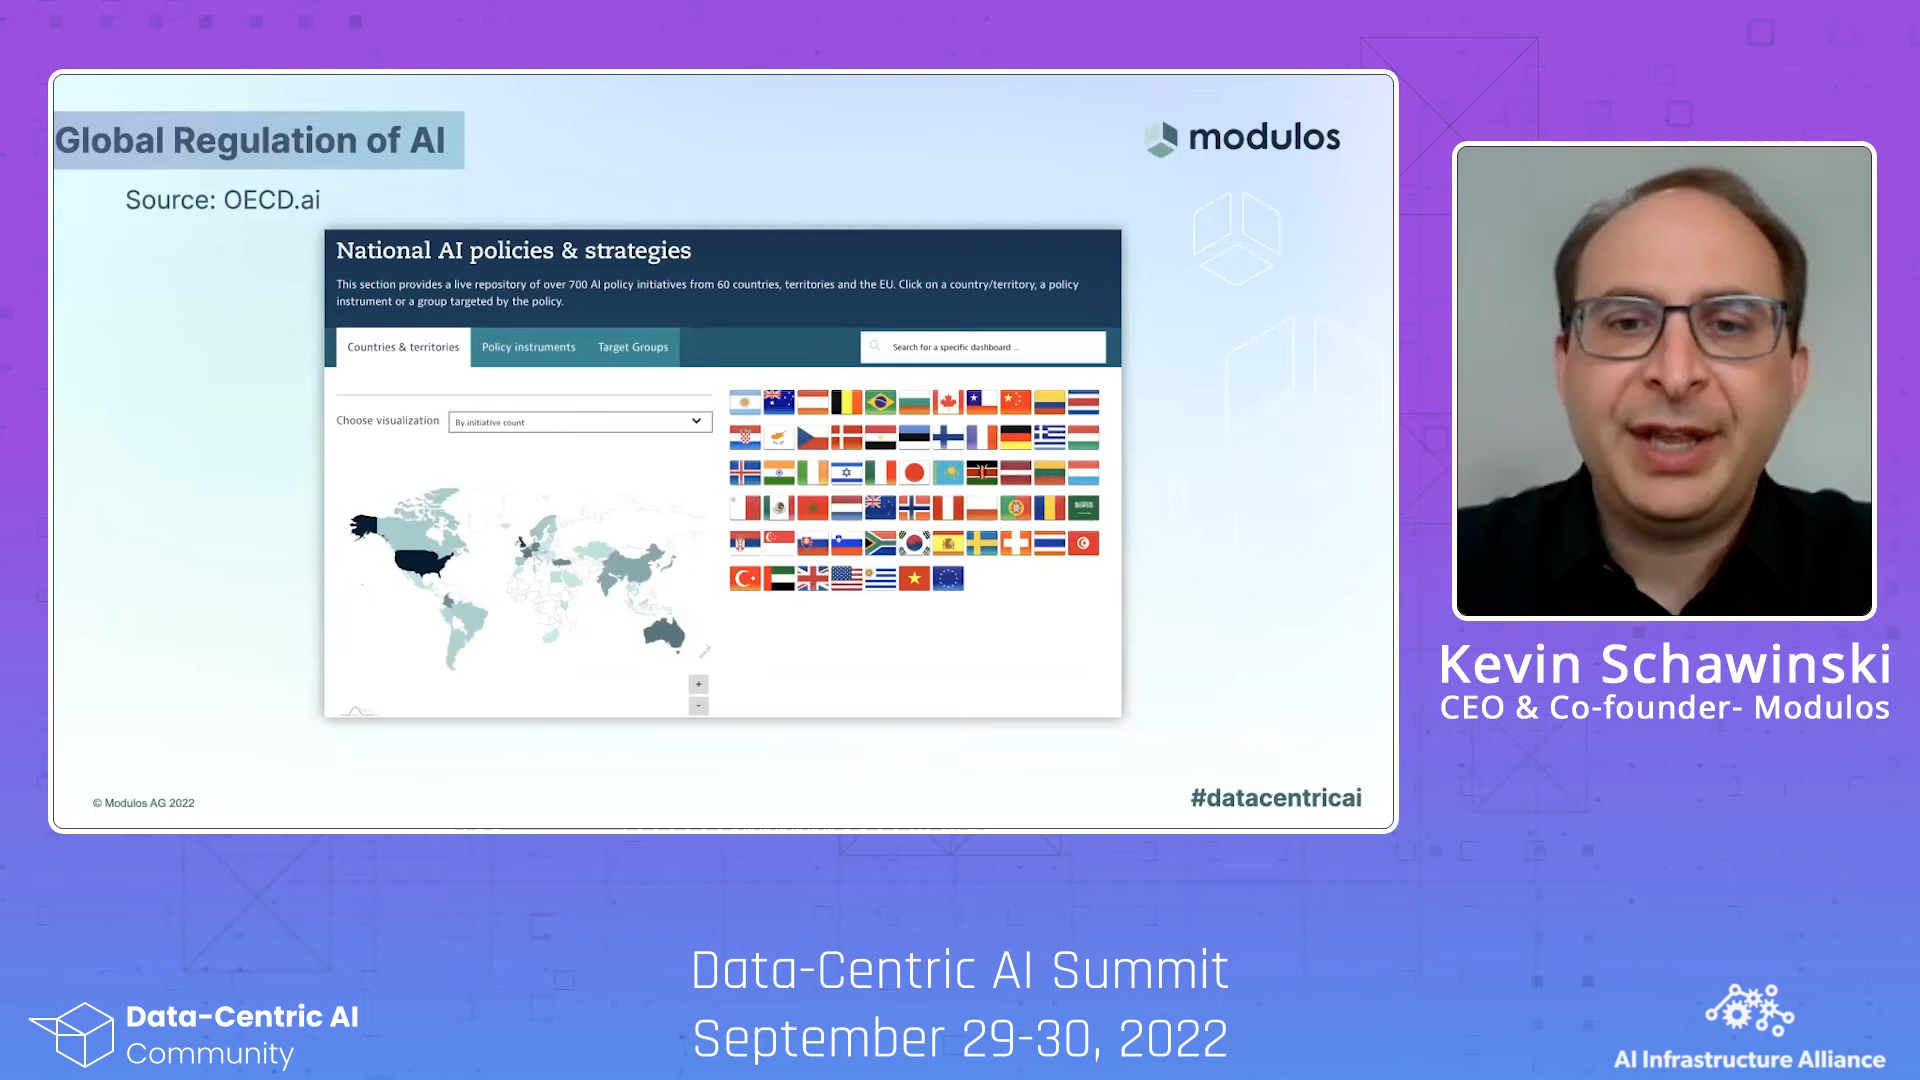 Global Regulation of AI
modulos
Source: OECD.ai
National AI policies & strategies
This section provides a live repository of over 700 AI policy initiatives from 60 countries, territories and the EU. Click on a country/territory, a policy
instrument or a group targeted by the policy.
Countries & territories
Policy instruments
Target Groups
Search for a specific dashboard ...
Choose visualization
By initiative count
+
-
© Modulos AG 2022
#datacentricai
Kevin Schawinski
CEO & Co-founder- Modulos
Data-Centric AI Summit
September 29-30, 2022
Data-Centric AI
Community
AI Infrastructure Alliance